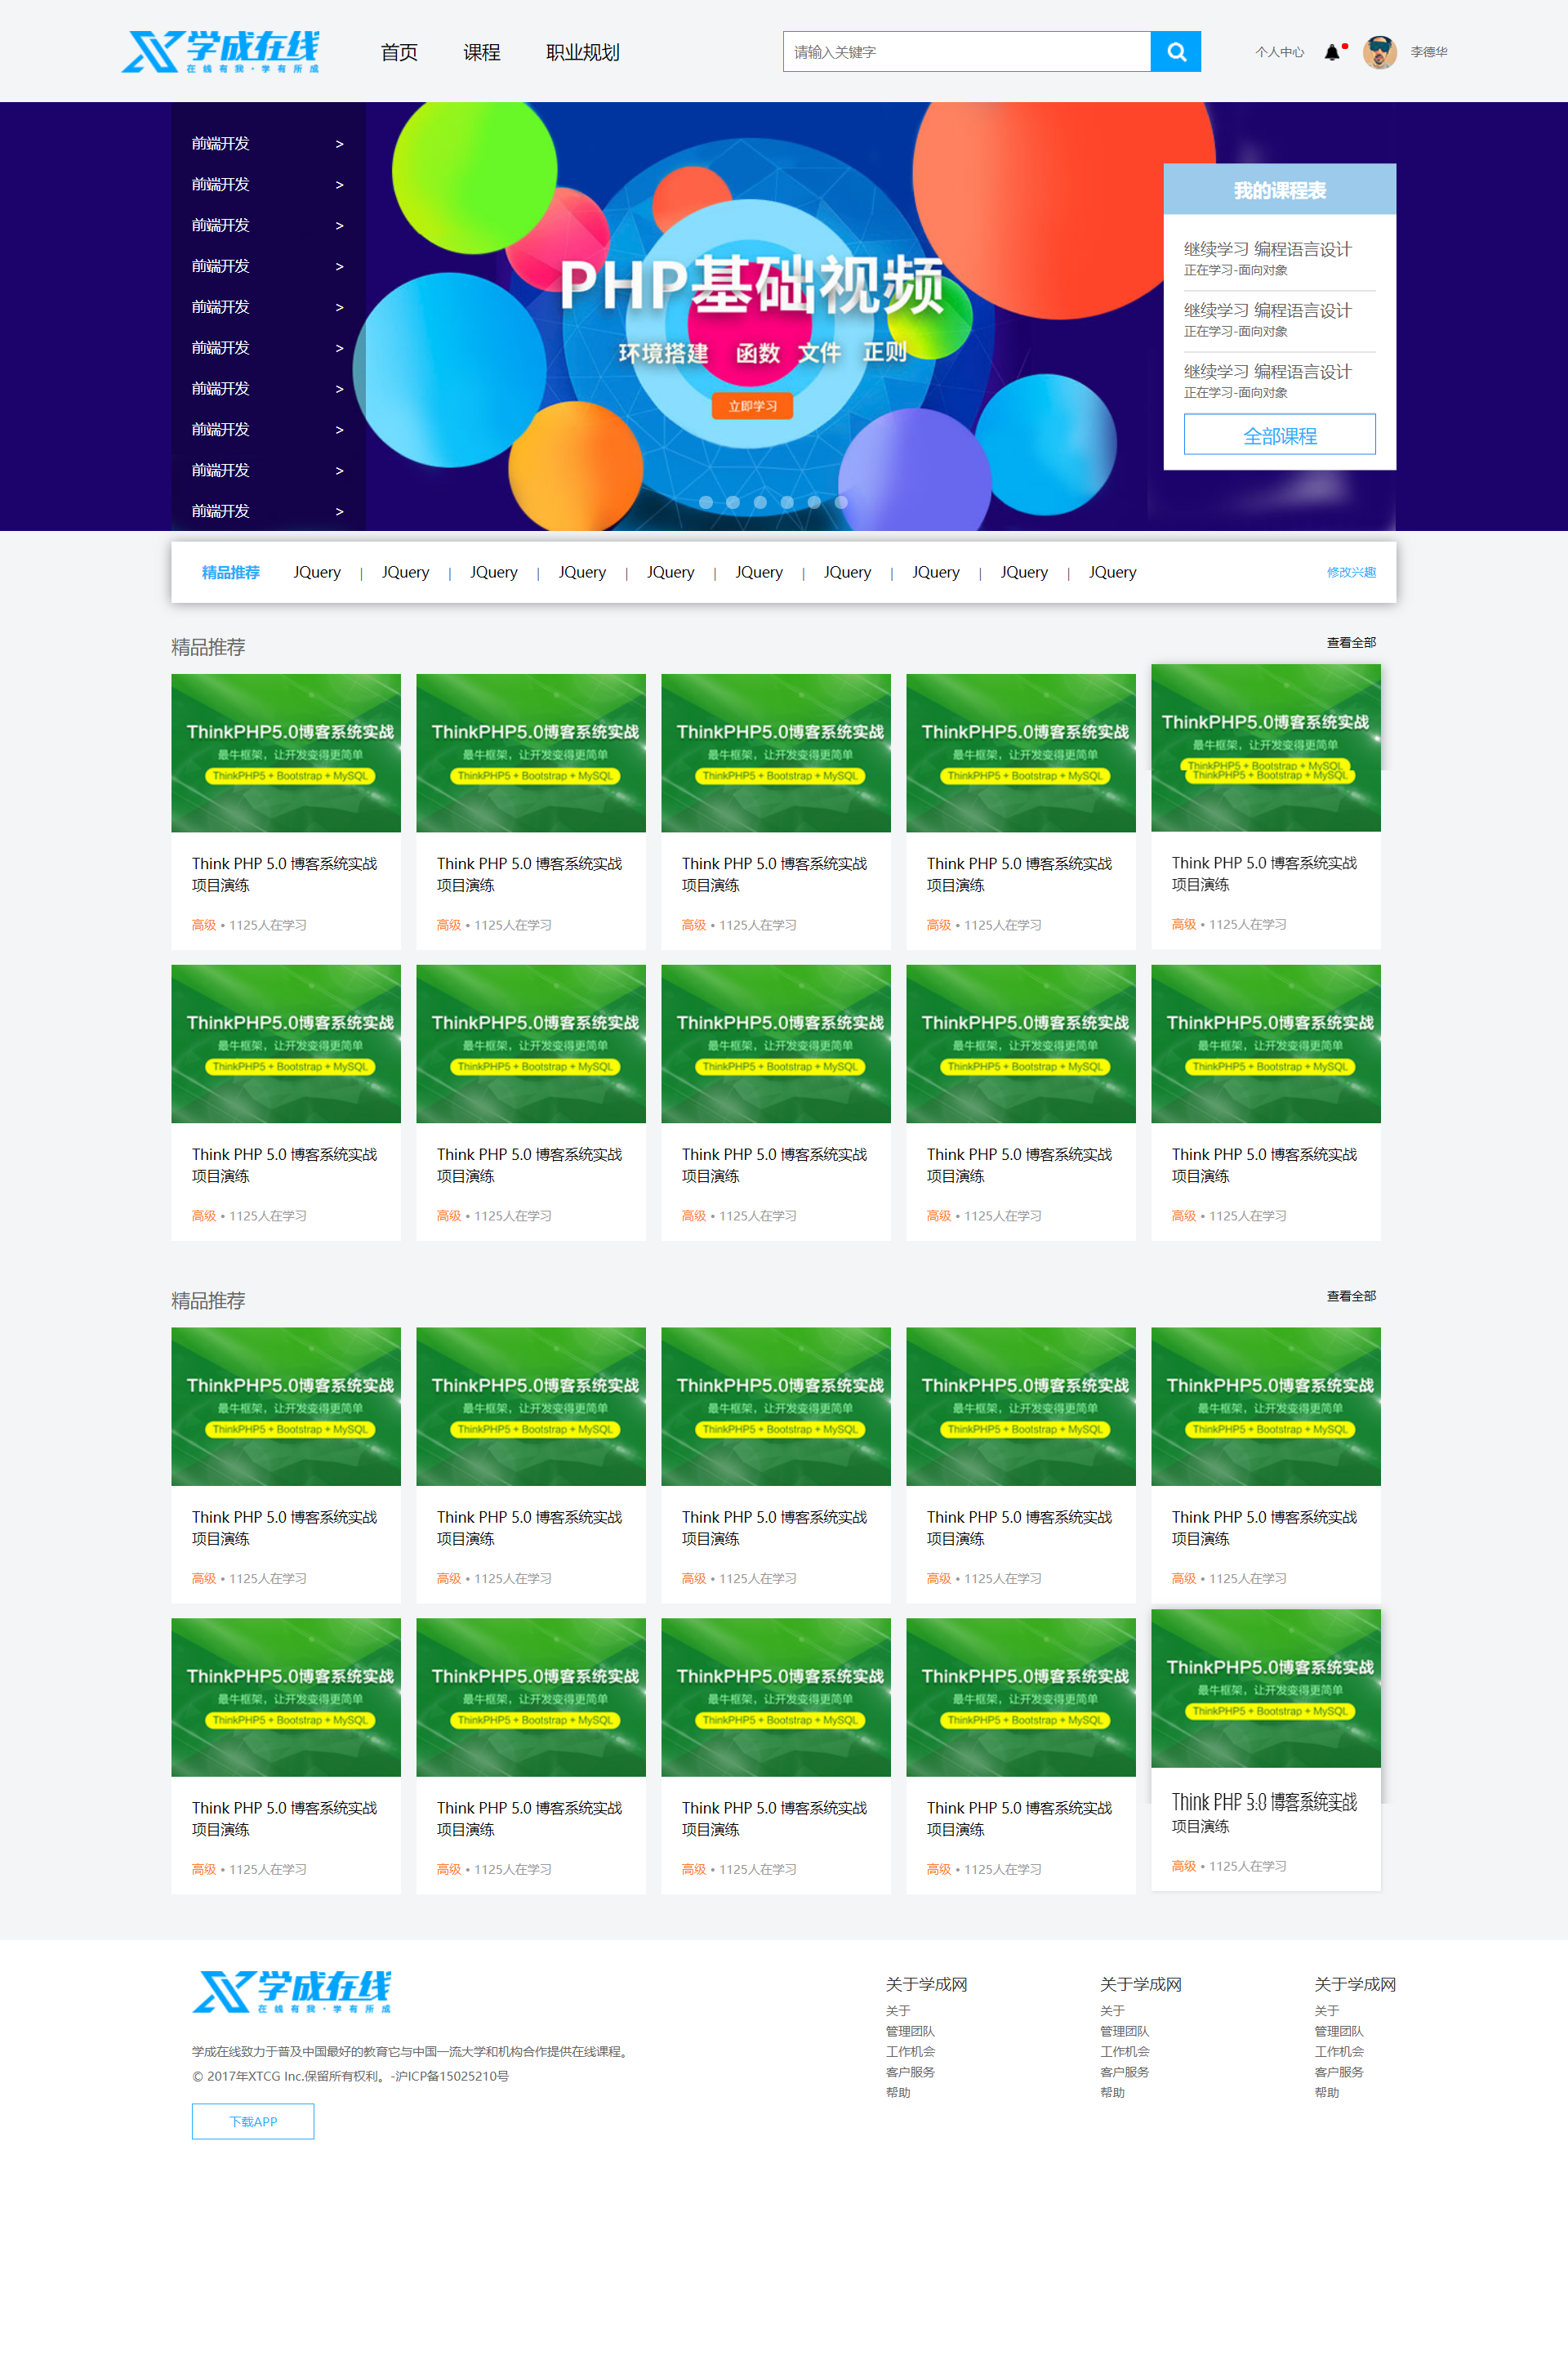 学成在线
在线有我·学有所成
首页 课程 职业规划
请输入关键字
个人中心 李德华
前端开发 >
前端开发 >
前端开发 >
前端开发 >
前端开发 >
前端开发 >
前端开发 >
前端开发 >
前端开发 >
前端开发 >
PHP基础视频
环境搭建 函数 文件 正则
立即学习
我的课程表
继续学习 编程语言设计
正在学习-面向对象
继续学习 编程语言设计
正在学习-面向对象
继续学习 编程语言设计
正在学习-面向对象
全部课程
精品推荐 JQuery | JQuery | JQuery | JQuery | JQuery | JQuery | JQuery | JQuery | JQuery | JQuery 修改兴趣
精品推荐 查看全部
ThinkPHP5.0博客系统实战 ThinkPHP5.0博客系统实战 ThinkPHP5.0博客系统实战 ThinkPHP5.0博客系统实战 ThinkPHP5.0博客系统实战
最牛框架，让开发变得更简单 最牛框架，让开发变得更简单 最牛框架，让开发变得更简单 最牛框架，让开发变得更简单 最牛框架，让开发变得更简单
ThinkPHP5 + Bootstrap + MySQL ThinkPHP5 + Bootstrap + MySQL ThinkPHP5 + Bootstrap + MySQL ThinkPHP5 + Bootstrap + MySQL ThinkPHP5 + Bootstrap + MySQL
ThinkPHP5 + Bootstrap + MySQL
Think PHP 5.0 博客系统实战 Think PHP 5.0 博客系统实战 Think PHP 5.0 博客系统实战 Think PHP 5.0 博客系统实战 Think PHP 5.0 博客系统实战
项目演练 项目演练 项目演练 项目演练 项目演练
高级 • 1125人在学习 高级 • 1125人在学习 高级 • 1125人在学习 高级 • 1125人在学习 高级 • 1125人在学习
ThinkPHP5.0博客系统实战 ThinkPHP5.0博客系统实战 ThinkPHP5.0博客系统实战 ThinkPHP5.0博客系统实战 ThinkPHP5.0博客系统实战
最牛框架，让开发变得更简单 最牛框架，让开发变得更简单 最牛框架，让开发变得更简单 最牛框架，让开发变得更简单 最牛框架，让开发变得更简单
ThinkPHP5 + Bootstrap + MySQL ThinkPHP5 + Bootstrap + MySQL ThinkPHP5 + Bootstrap + MySQL ThinkPHP5 + Bootstrap + MySQL ThinkPHP5 + Bootstrap + MySQL
Think PHP 5.0 博客系统实战 Think PHP 5.0 博客系统实战 Think PHP 5.0 博客系统实战 Think PHP 5.0 博客系统实战 Think PHP 5.0 博客系统实战
项目演练 项目演练 项目演练 项目演练 项目演练
高级 • 1125人在学习 高级 • 1125人在学习 高级 • 1125人在学习 高级 • 1125人在学习 高级 • 1125人在学习
精品推荐 查看全部
ThinkPHP5.0博客系统实战 ThinkPHP5.0博客系统实战 ThinkPHP5.0博客系统实战 ThinkPHP5.0博客系统实战 ThinkPHP5.0博客系统实战
最牛框架，让开发变得更简单 最牛框架，让开发变得更简单 最牛框架，让开发变得更简单 最牛框架，让开发变得更简单 最牛框架，让开发变得更简单
ThinkPHP5 + Bootstrap + MySQL ThinkPHP5 + Bootstrap + MySQL ThinkPHP5 + Bootstrap + MySQL ThinkPHP5 + Bootstrap + MySQL ThinkPHP5 + Bootstrap + MySQL
Think PHP 5.0 博客系统实战 Think PHP 5.0 博客系统实战 Think PHP 5.0 博客系统实战 Think PHP 5.0 博客系统实战 Think PHP 5.0 博客系统实战
项目演练 项目演练 项目演练 项目演练 项目演练
高级 • 1125人在学习 高级 • 1125人在学习 高级 • 1125人在学习 高级 • 1125人在学习 高级 • 1125人在学习
ThinkPHP5.0博客系统实战 ThinkPHP5.0博客系统实战 ThinkPHP5.0博客系统实战 ThinkPHP5.0博客系统实战 ThinkPHP5.0博客系统实战
最牛框架，让开发变得更简单 最牛框架，让开发变得更简单 最牛框架，让开发变得更简单 最牛框架，让开发变得更简单 最牛框架，让开发变得更简单
ThinkPHP5 + Bootstrap + MySQL ThinkPHP5 + Bootstrap + MySQL ThinkPHP5 + Bootstrap + MySQL ThinkPHP5 + Bootstrap + MySQL ThinkPHP5 + Bootstrap + MySQL
Think PHP 5.0 博客系统实战 Think PHP 5.0 博客系统实战 Think PHP 5.0 博客系统实战 Think PHP 5.0 博客系统实战 Think PHP 5.0 博客系统实战
项目演练 项目演练 项目演练 项目演练 项目演练
高级 • 1125人在学习 高级 • 1125人在学习 高级 • 1125人在学习 高级 • 1125人在学习 高级 • 1125人在学习
学成在线
在线有我·学有所成
学成在线致力于普及中国最好的教育它与中国一流大学和机构合作提供在线课程。
© 2017年XTCG Inc.保留所有权利。-沪ICP备15025210号
下载APP
关于学成网 关于学成网 关于学成网
关于 关于 关于
管理团队 管理团队 管理团队
工作机会 工作机会 工作机会
客户服务 客户服务 客户服务
帮助 帮助 帮助